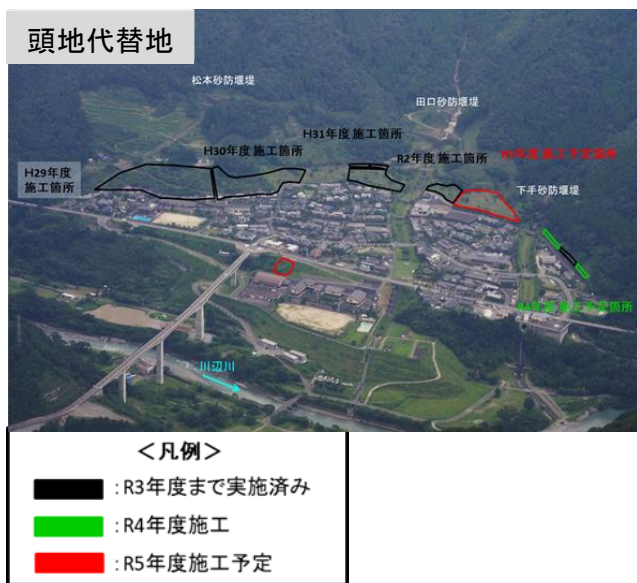 頭地代替地
松本砂防堰堤
田口砂防堰堤
H31年度 施工箇所
H30年度 施工箇所
R2年度 施工箇所
H29年度
施工箇所
下手砂防堰堤
川辺川
＜凡例＞
：R3年度まで実施済み
：R4年度施工
：R5年度施工予定